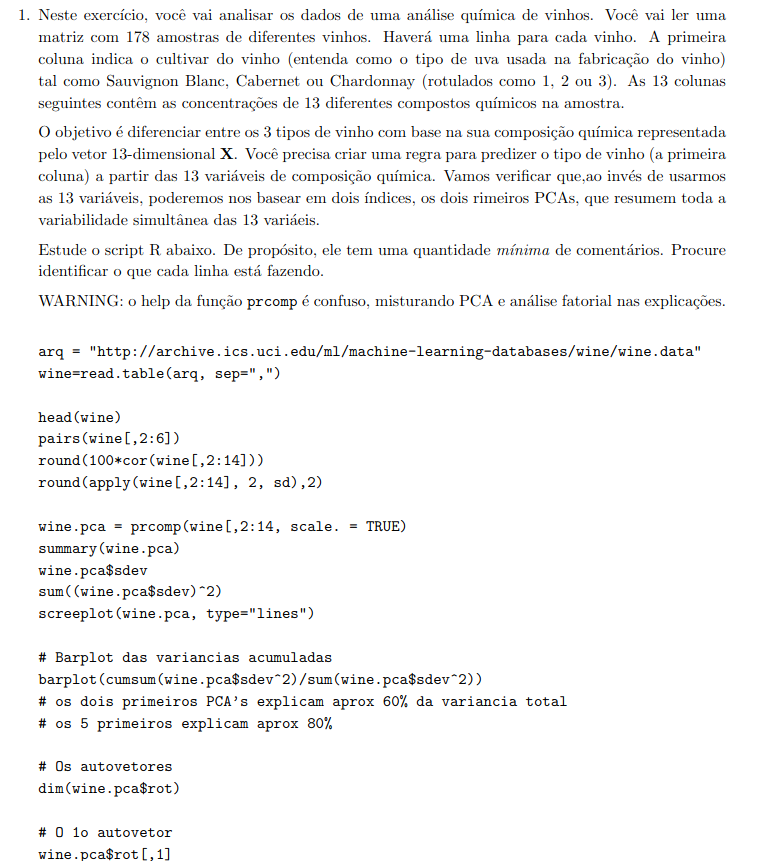 1. Neste exercício, você vai analisar os dados de uma análise química de vinhos. Você vai ler uma
matriz com 178 amostras de diferentes vinhos. Haverá uma linha para cada vinho. A primeira
coluna indica o cultivar do vinho (entenda como o tipo de uva usada na fabricação do vinho)
tal como Sauvignon Blanc, Cabernet ou Chardonnay (rotulados como 1, 2 ou 3). As 13 colunas
seguintes contêm as concentrações de 13 diferentes compostos químicos na amostra.
O objetivo é diferenciar entre os 3 tipos de vinho com base na sua composição química representada
pelo vetor 13-dimensional X. Você precisa criar uma regra para predizer o tipo de vinho (a primeira
coluna) a partir das 13 variáveis de composição química. Vamos verificar que,ao invés de usarmos
as 13 variáveis, poderemos nos basear em dois índices, os dois rimeiros PCAs, que resumem toda a
variabilidade simultânea das 13 variáeis.
Estude o script R abaixo. De propósito, ele tem uma quantidade mínima de comentários. Procure
identificar o que cada linha está fazendo.
WARNING: o help da função prcomp é confuso, misturando PCA e análise fatorial nas explicações.
arq = "http://archive.ics.uci.edu/ml/machine-learning-databases/wine/wine.data"
wine=read.table(arq, sep=",")
head(wine)
pairs(wine[,2:6])
round(100*cor(wine[,2:14]))
round(apply(wine[,2:14], 2, sd),2)
wine.pca = prcomp(wine[,2:14, scale. = TRUE)
summary(wine.pca)
wine.pca$sdev
sum((wine.pca$sdev)^2)
screeplot(wine.pca, type="lines")
# Barplot das variancias acumuladas
barplot(cumsum(wine.pca$sdev^2)/sum(wine.pca$sdev^2))
# os dois primeiros PCA's explicam aprox 60% da variancia total
# os 5 primeiros explicam aprox 80%
# Os autovetores
dim(wine.pca$rot)
# O 1o autovetor
wine.pca$rot[,1]